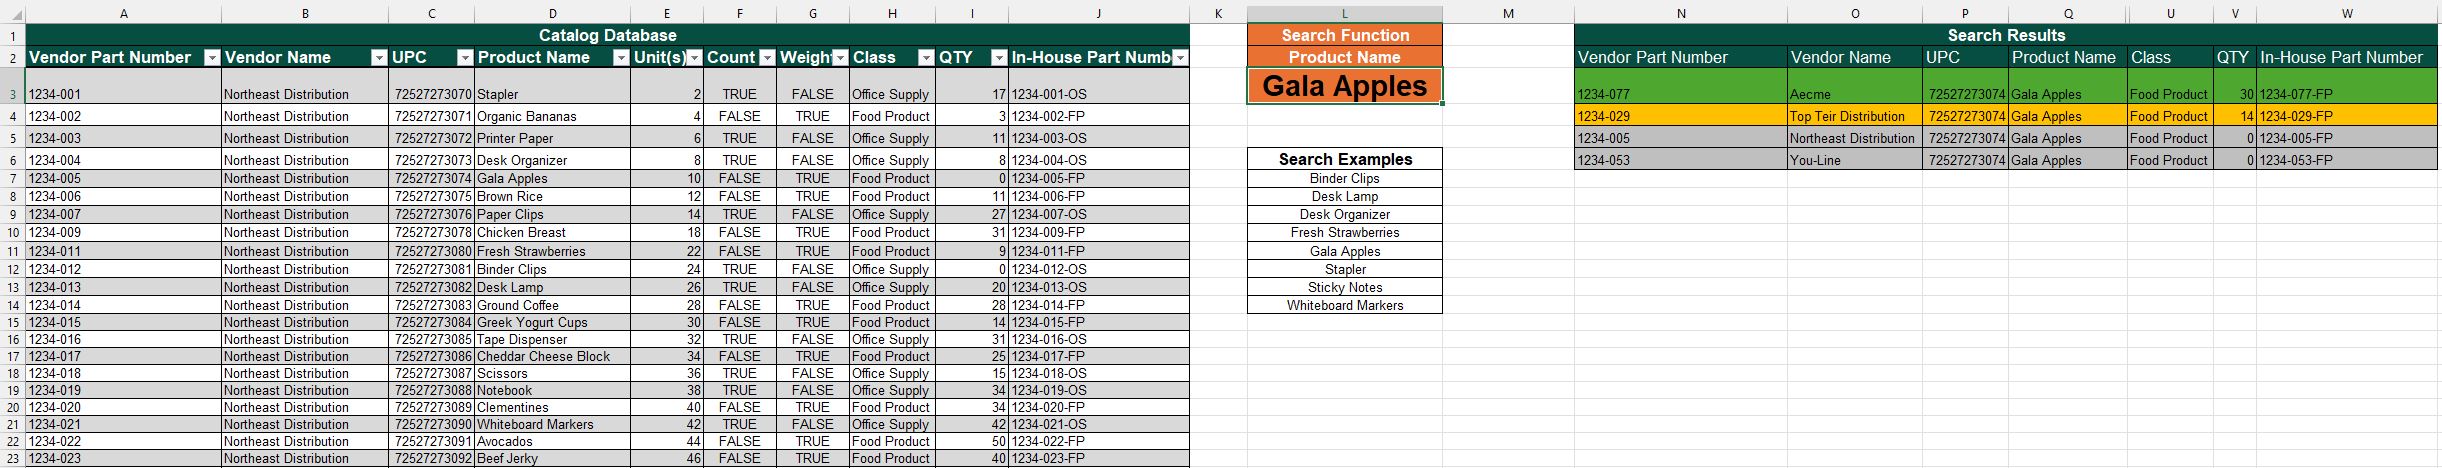 A B C D E F G H I J K L M N O P Q U V W
1 Catalog Database Search Function Search Results
2 Vendor Part Number Vendor Name UPC Product Name Unit(s) Count Weight Class QTY In-House Part Numb Product Name Vendor Part Number Vendor Name UPC Product Name Class QTY In-House Part Number
3 1234-001 Northeast Distribution 72527273070 Stapler 2 TRUE FALSE Office Supply 17 1234-001-OS Gala Apples 1234-077 Aecme 72527273074 Gala Apples Food Product 30 1234-077-FP
4 1234-002 Northeast Distribution 72527273071 Organic Bananas 4 FALSE TRUE Food Product 3 1234-002-FP 1234-029 Top Teir Distribution 72527273074 Gala Apples Food Product 14 1234-029-FP
5 1234-003 Northeast Distribution 72527273072 Printer Paper 6 TRUE FALSE Office Supply 11 1234-003-OS 1234-005 Northeast Distribution 72527273074 Gala Apples Food Product 0 1234-005-FP
6 1234-004 Northeast Distribution 72527273073 Desk Organizer 8 TRUE FALSE Office Supply 8 1234-004-OS Search Examples 1234-053 You-Line 72527273074 Gala Apples Food Product 0 1234-053-FP
7 1234-005 Northeast Distribution 72527273074 Gala Apples 10 FALSE TRUE Food Product 0 1234-005-FP Binder Clips
8 1234-006 Northeast Distribution 72527273075 Brown Rice 12 FALSE TRUE Food Product 11 1234-006-FP Desk Lamp
9 1234-007 Northeast Distribution 72527273076 Paper Clips 14 TRUE FALSE Office Supply 27 1234-007-OS Desk Organizer
10 1234-009 Northeast Distribution 72527273078 Chicken Breast 18 FALSE TRUE Food Product 31 1234-009-FP Fresh Strawberries
11 1234-011 Northeast Distribution 72527273080 Fresh Strawberries 22 FALSE TRUE Food Product 9 1234-011-FP Gala Apples
12 1234-012 Northeast Distribution 72527273081 Binder Clips 24 TRUE FALSE Office Supply 0 1234-012-OS Stapler
13 1234-013 Northeast Distribution 72527273082 Desk Lamp 26 TRUE FALSE Office Supply 20 1234-013-OS Sticky Notes
14 1234-014 Northeast Distribution 72527273083 Ground Coffee 28 FALSE TRUE Food Product 28 1234-014-FP Whiteboard Markers
15 1234-015 Northeast Distribution 72527273084 Greek Yogurt Cups 30 FALSE TRUE Food Product 14 1234-015-FP
16 1234-016 Northeast Distribution 72527273085 Tape Dispenser 32 TRUE FALSE Office Supply 31 1234-016-OS
17 1234-017 Northeast Distribution 72527273086 Cheddar Cheese Block 34 FALSE TRUE Food Product 25 1234-017-FP
18 1234-018 Northeast Distribution 72527273087 Scissors 36 TRUE FALSE Office Supply 15 1234-018-OS
19 1234-019 Northeast Distribution 72527273088 Notebook 38 TRUE FALSE Office Supply 34 1234-019-OS
20 1234-020 Northeast Distribution 72527273089 Clementines 40 FALSE TRUE Food Product 34 1234-020-FP
21 1234-021 Northeast Distribution 72527273090 Whiteboard Markers 42 TRUE FALSE Office Supply 42 1234-021-OS
22 1234-022 Northeast Distribution 72527273091 Avocados 44 FALSE TRUE Food Product 50 1234-022-FP
23 1234-023 Northeast Distribution 72527273092 Beef Jerky 46 FALSE TRUE Food Product 40 1234-023-FP